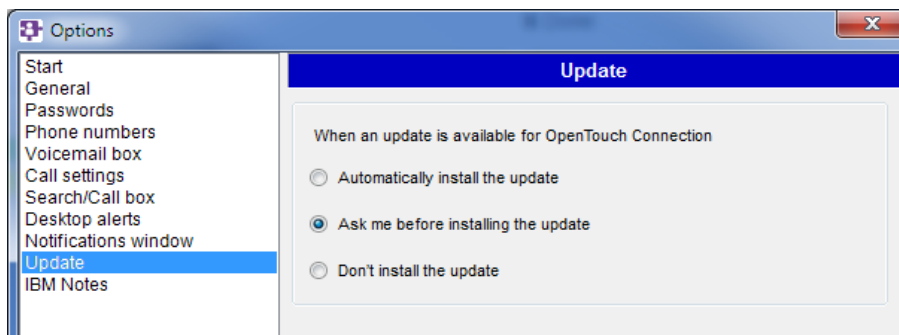 Options
Start
General
Passwords
Phone numbers
Voicemail box
Call settings
Search/Call box
Desktop alerts
Notifications window
Update
IBM Notes
Update
When an update is available for OpenTouch Connection
Automatically install the update
Ask me before installing the update
Don't install the update